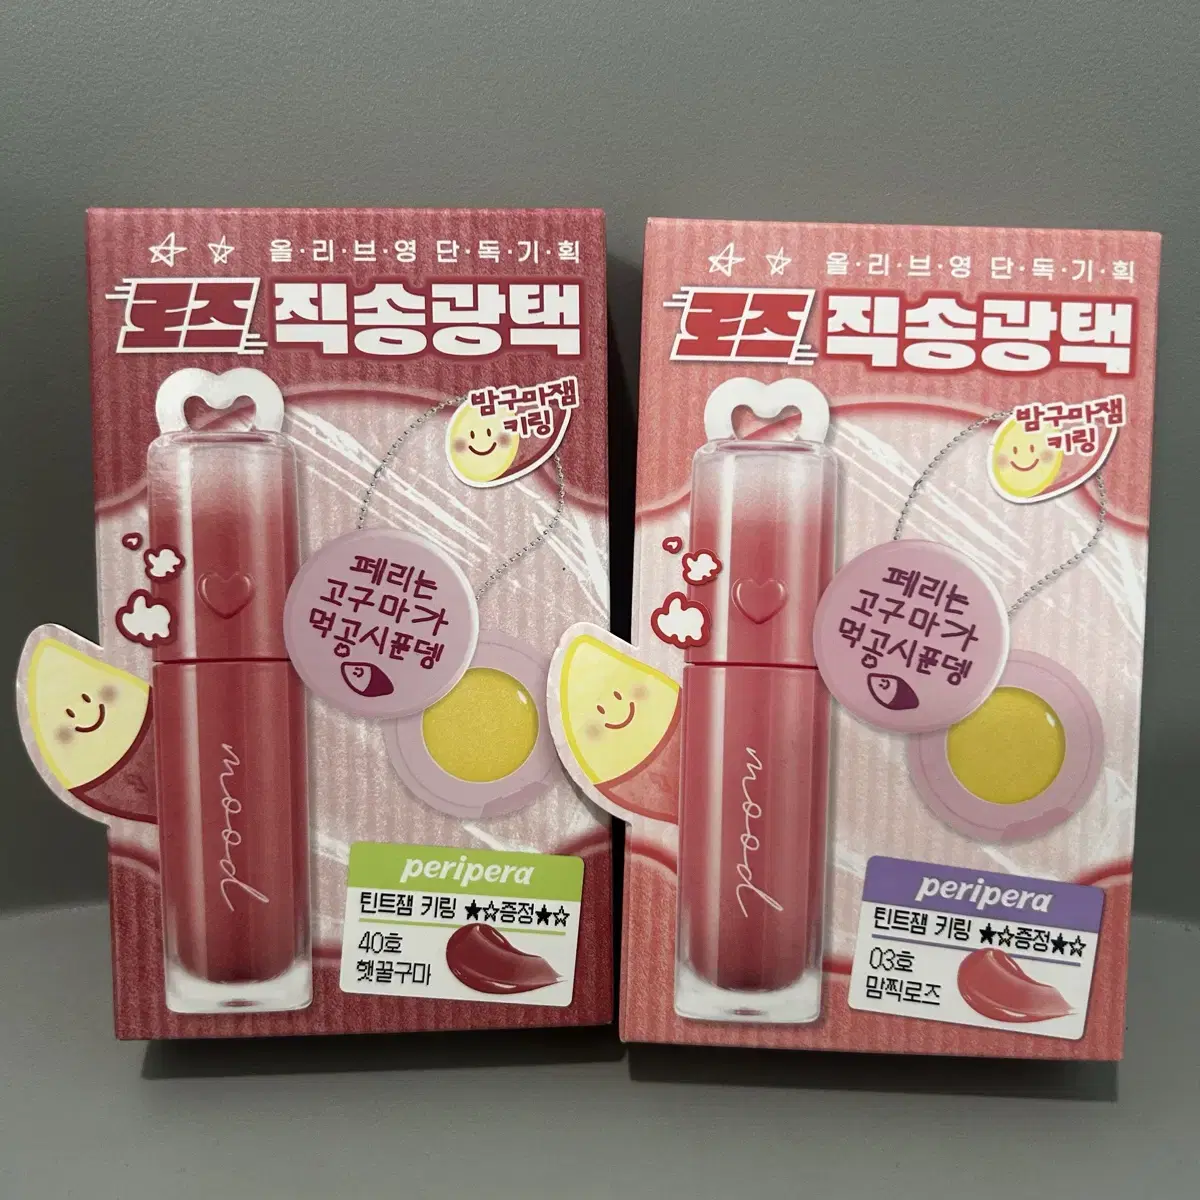 올·리·브·영 단·독·기·획
로즈 직송광택
밤구마잼
키링
페리는
고구마가
먹공시푼뎅
mood
peripera
틴트잼 키링 ★☆증정★☆
40호
햇꿀구마
올·리·브·영 단·독·기·획
로즈 직송광택
밤구마잼
키링
페리는
고구마가
먹공시푼뎅
mood
peripera
틴트잼 키링 ★☆증정★☆
03호
맘찍로즈